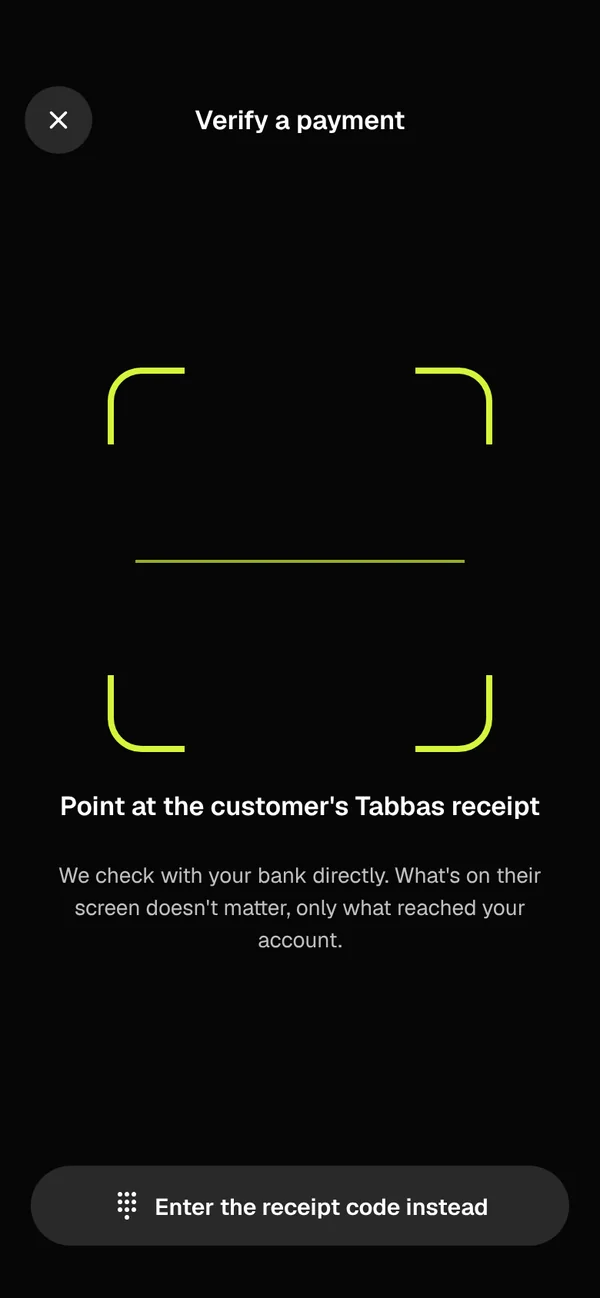 Verify a payment
Point at the customer's Tabbas receipt
We check with your bank directly. What's on their
screen doesn't matter, only what reached your
account.
Enter the receipt code instead